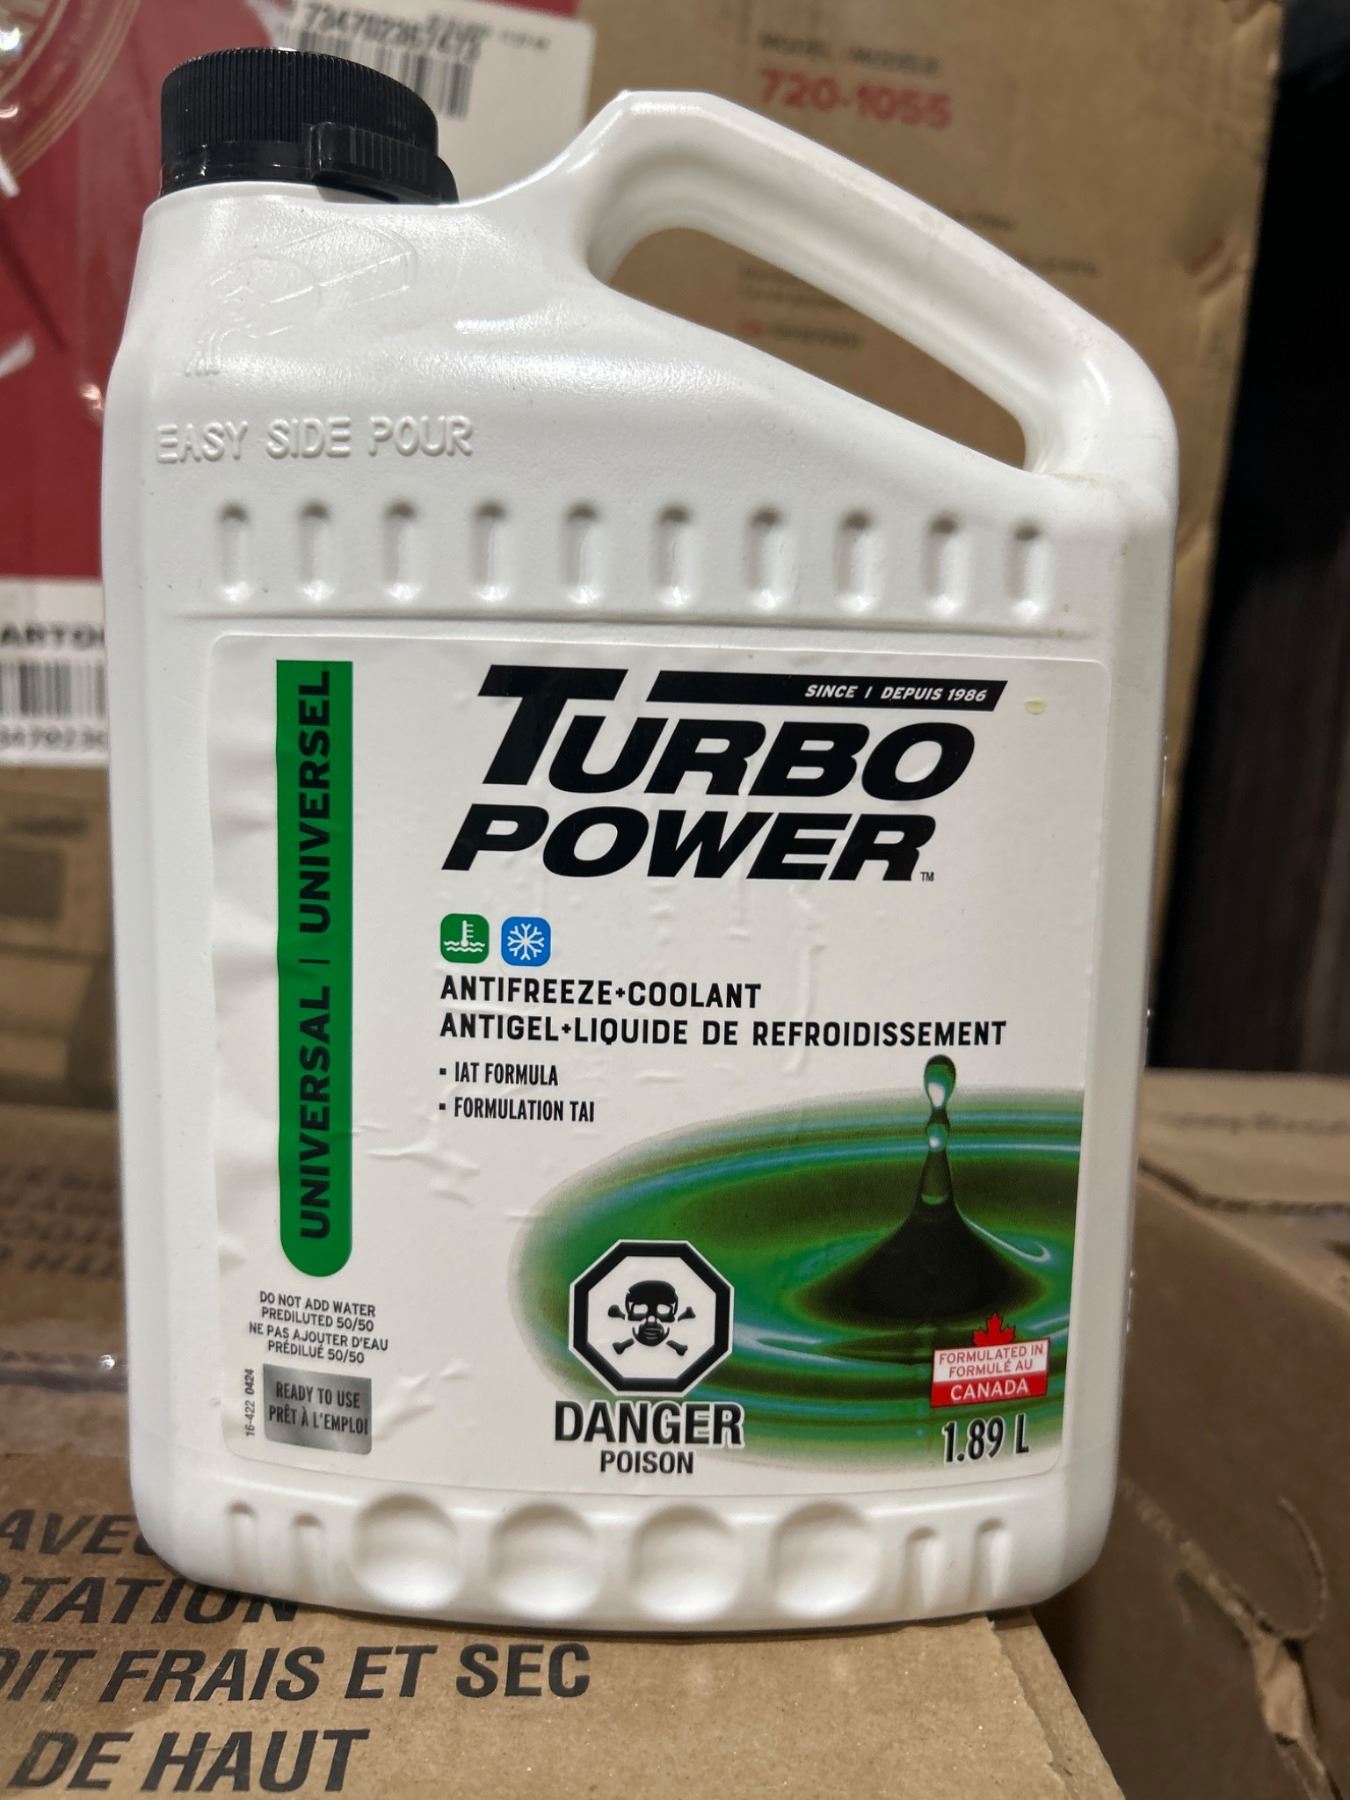 720-1055
EASY SIDE POUR
UNIVERSAL | UNIVERSEL
SINCE | DEPUIS 1986
TURBO
POWER™
ANTIFREEZE+COOLANT
ANTIGEL+LIQUIDE DE REFROIDISSEMENT
▪ IAT FORMULA
▪ FORMULATION TAI
DO NOT ADD WATER
PREDILUTED 50/50
NE PAS AJOUTER D'EAU
PRÉDILUÉ 50/50
READY TO USE
PRÊT À L'EMPLOI
16-422 0424
DANGER
POISON
FORMULATED IN
FORMULÉ AU
CANADA
1.89 L
FRAIS ET SEC
DE HAUT